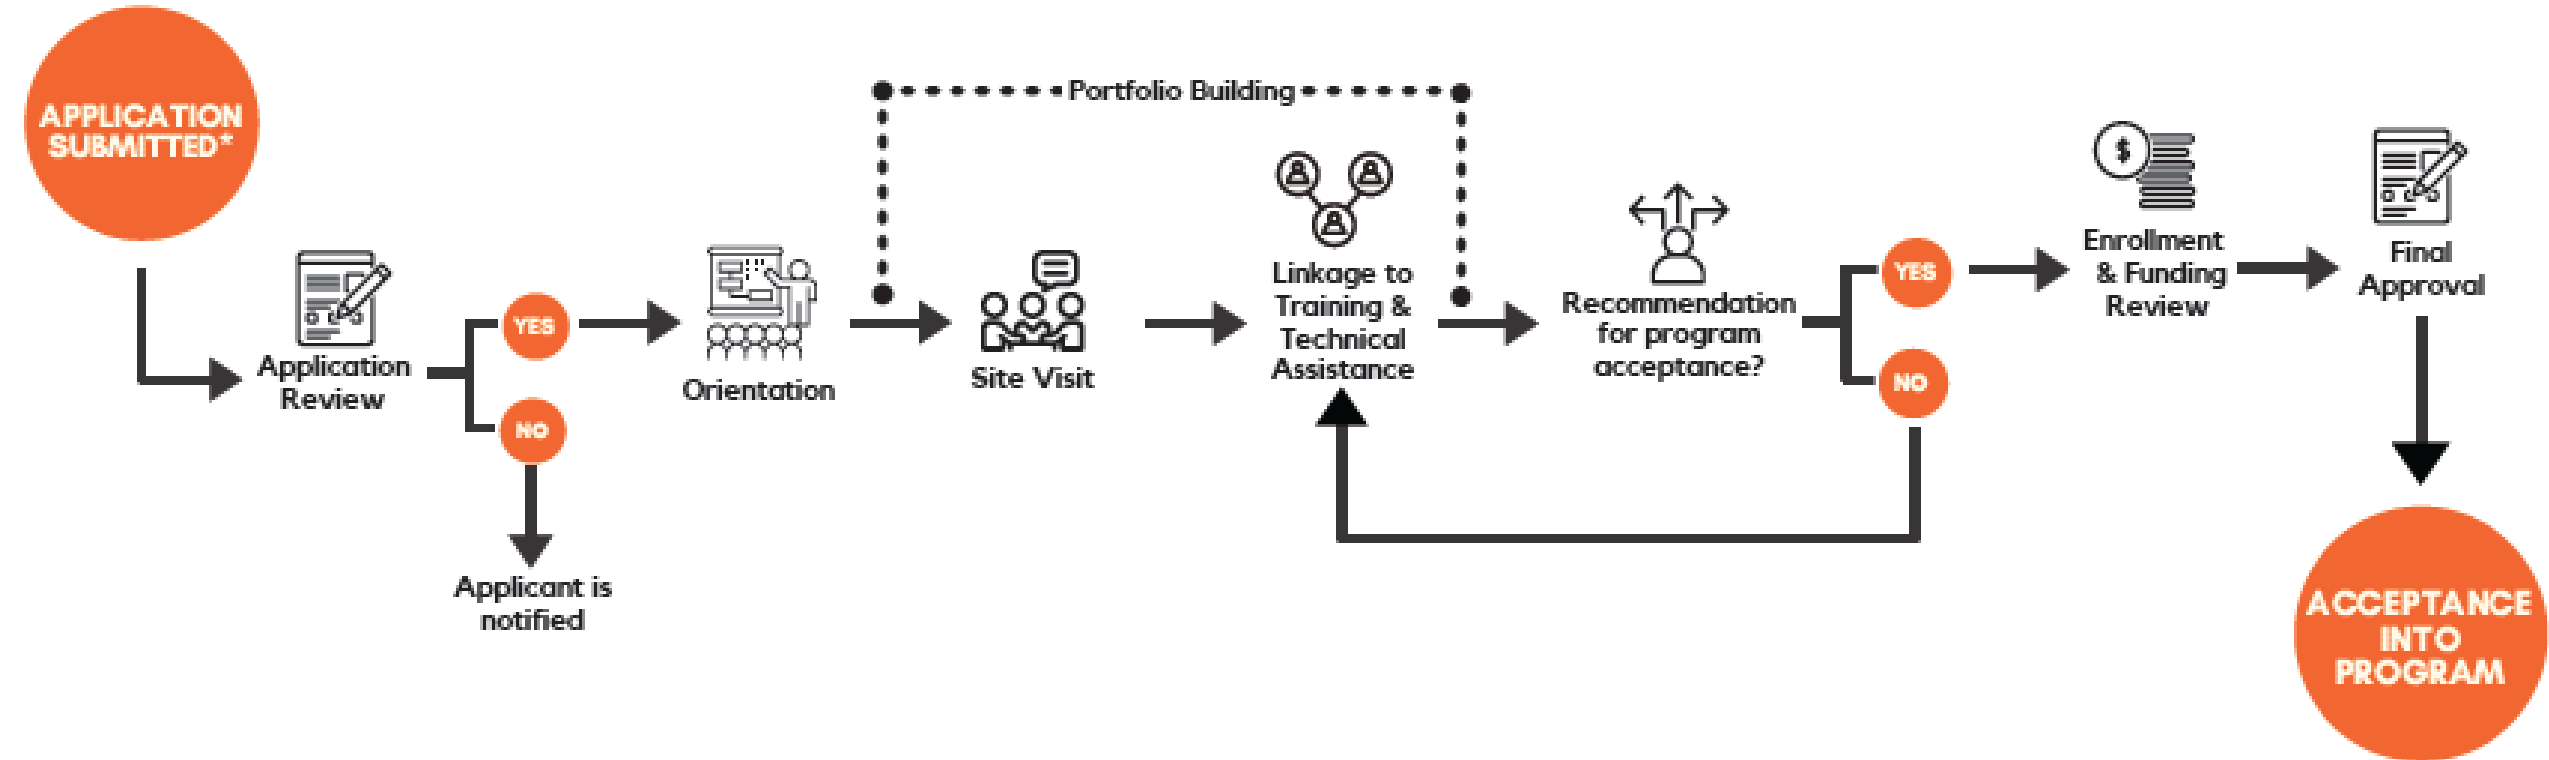 APPLICATION
SUBMITTED*
Application
Review
YES
NO
Applicant is
notified
Orientation
Portfolio Building
Site Visit
Linkage to
Training &
Technical
Assistance
Recommendation
for program
acceptance?
YES
NO
$
Enrollment
& Funding
Review
Final
Approval
ACCEPTANCE
INTO
PROGRAM